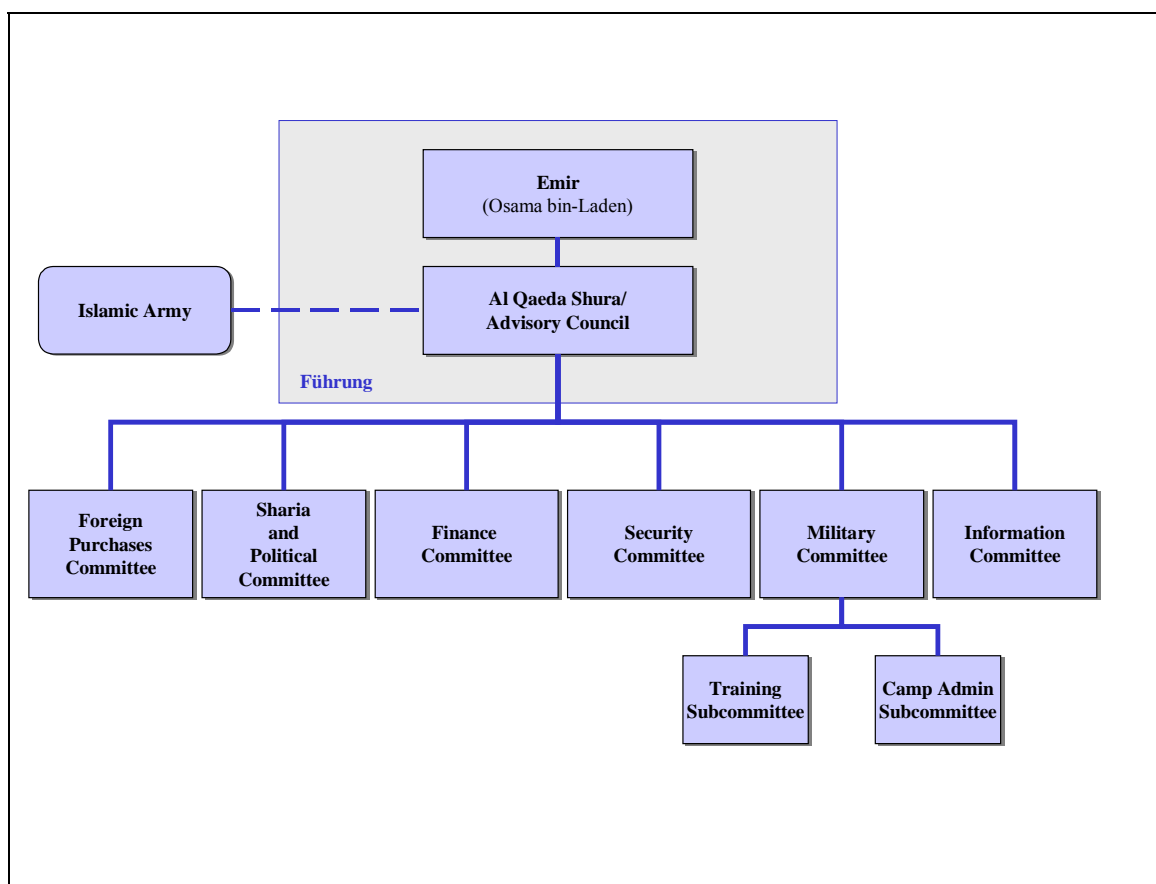 Emir
(Osama bin-Laden)
Islamic Army
Al Qaeda Shura/
Advisory Council
Führung
Foreign
Purchases
Committee
Sharia
and
Political
Committee
Finance
Committee
Security
Committee
Military
Committee
Information
Committee
Training
Subcommittee
Camp Admin
Subcommittee